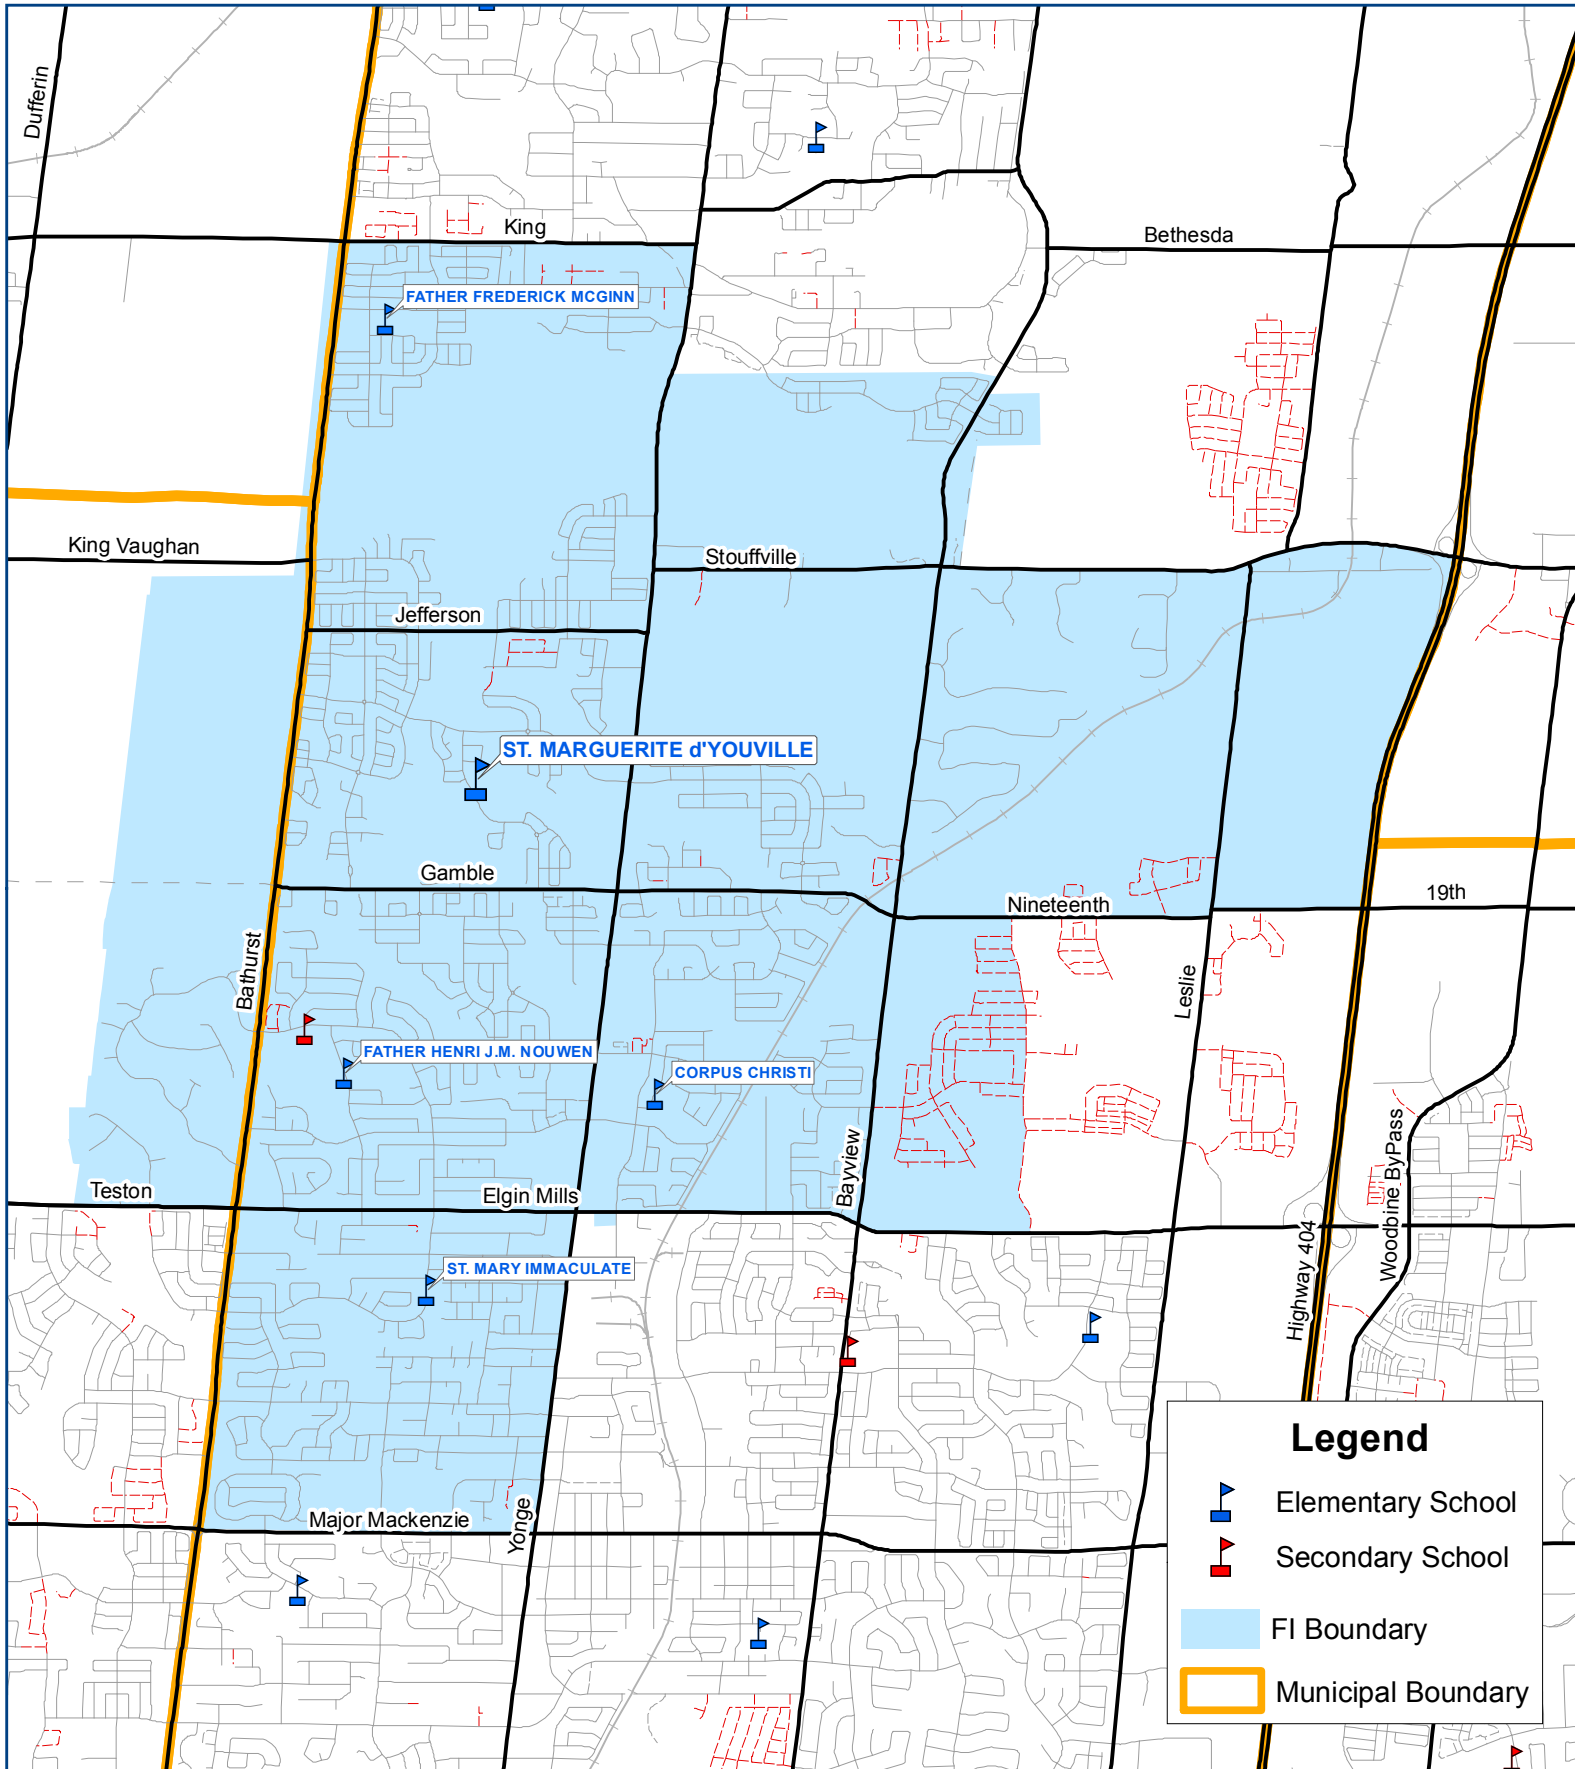 Dufferin
King
Bethesda
FATHER FREDERICK MCGINN
King Vaughan
Stouffville
Jefferson
ST. MARGUERITE d'YOUVILLE
Gamble
Nineteenth
19th
Bathurst
Leslie
FATHER HENRI J.M. NOUWEN
CORPUS CHRISTI
Bayview
Woodbine ByPass
Teston
Elgin Mills
Highway 404
ST. MARY IMMACULATE
Major Mackenzie
Yonge
Legend
Elementary School
Secondary School
FI Boundary
Municipal Boundary